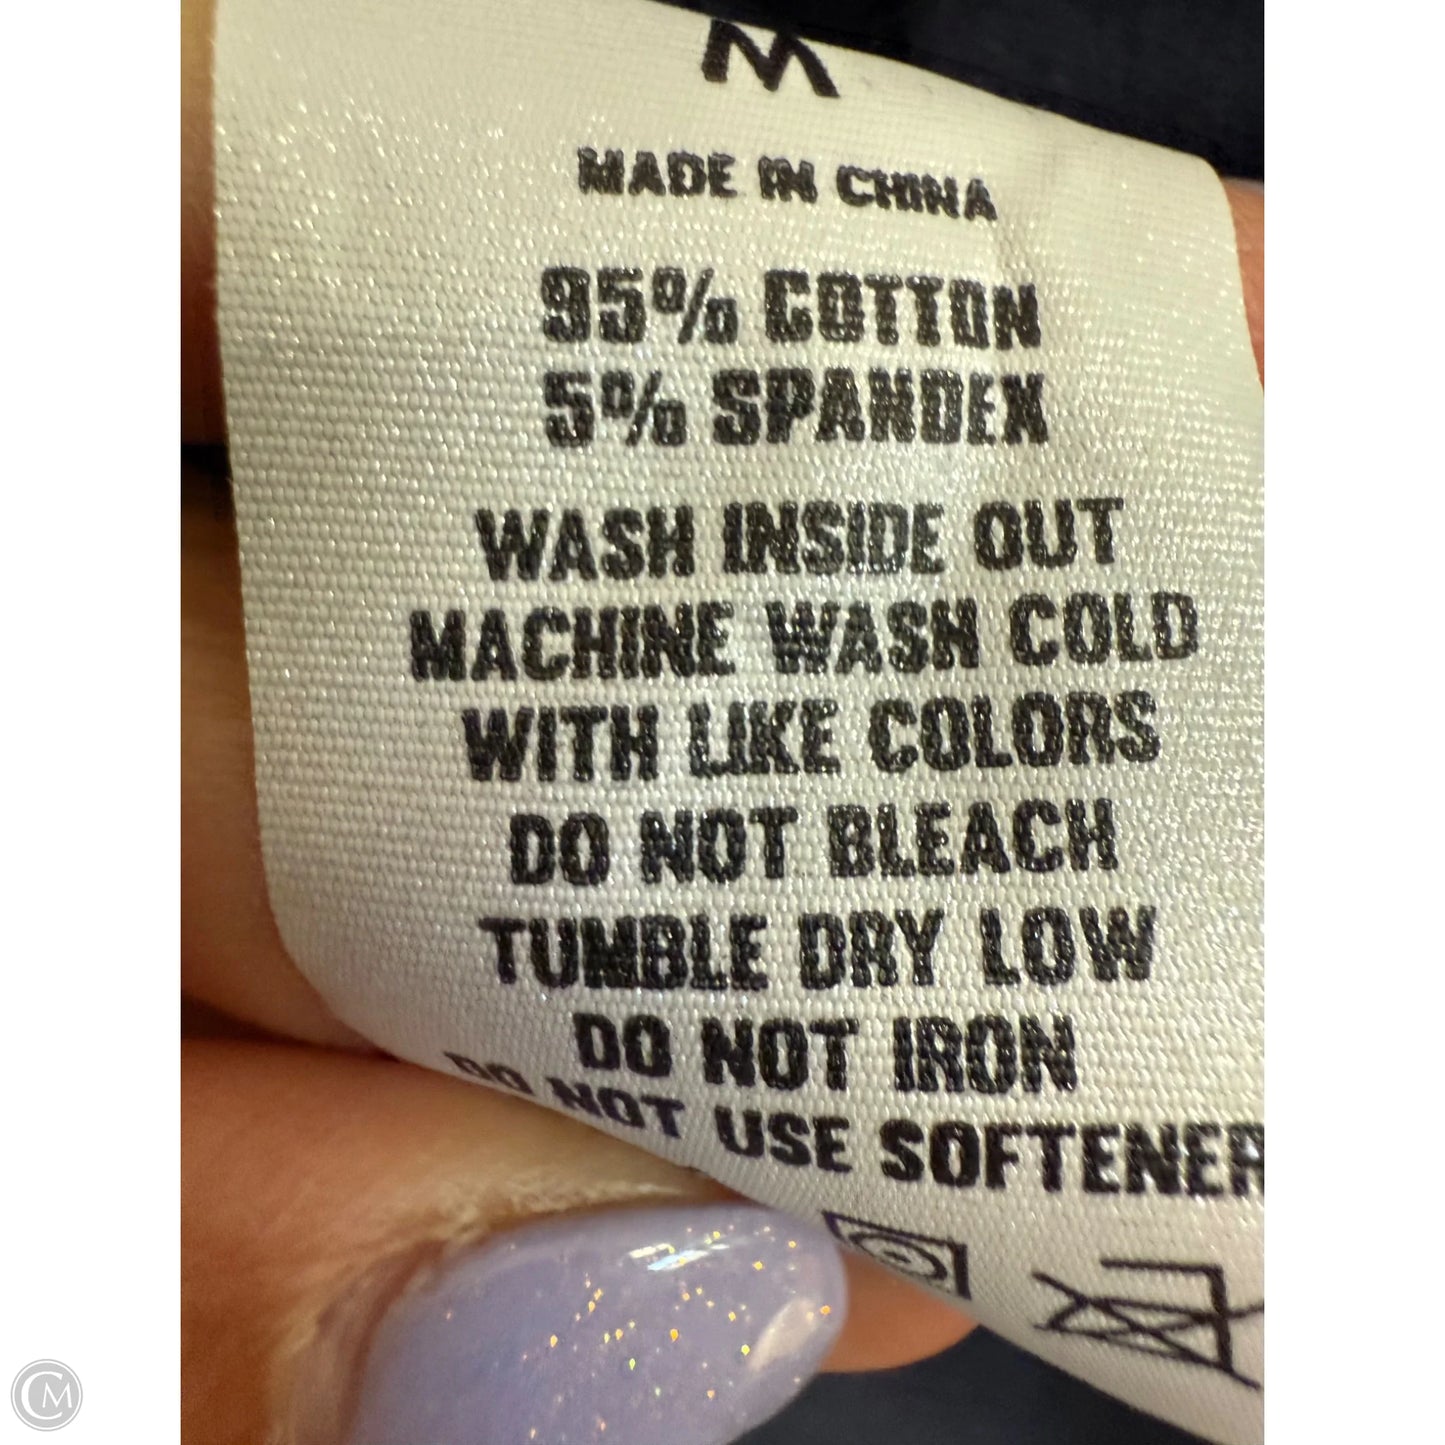 M
MADE IN CHINA
95% COTTON
5% SPANDEX
WASH INSIDE OUT
MACHINE WASH COLD
WITH LIKE COLORS
DO NOT BLEACH
TUMBLE DRY LOW
DO NOT IRON
DO NOT USE SOFTENER
CM